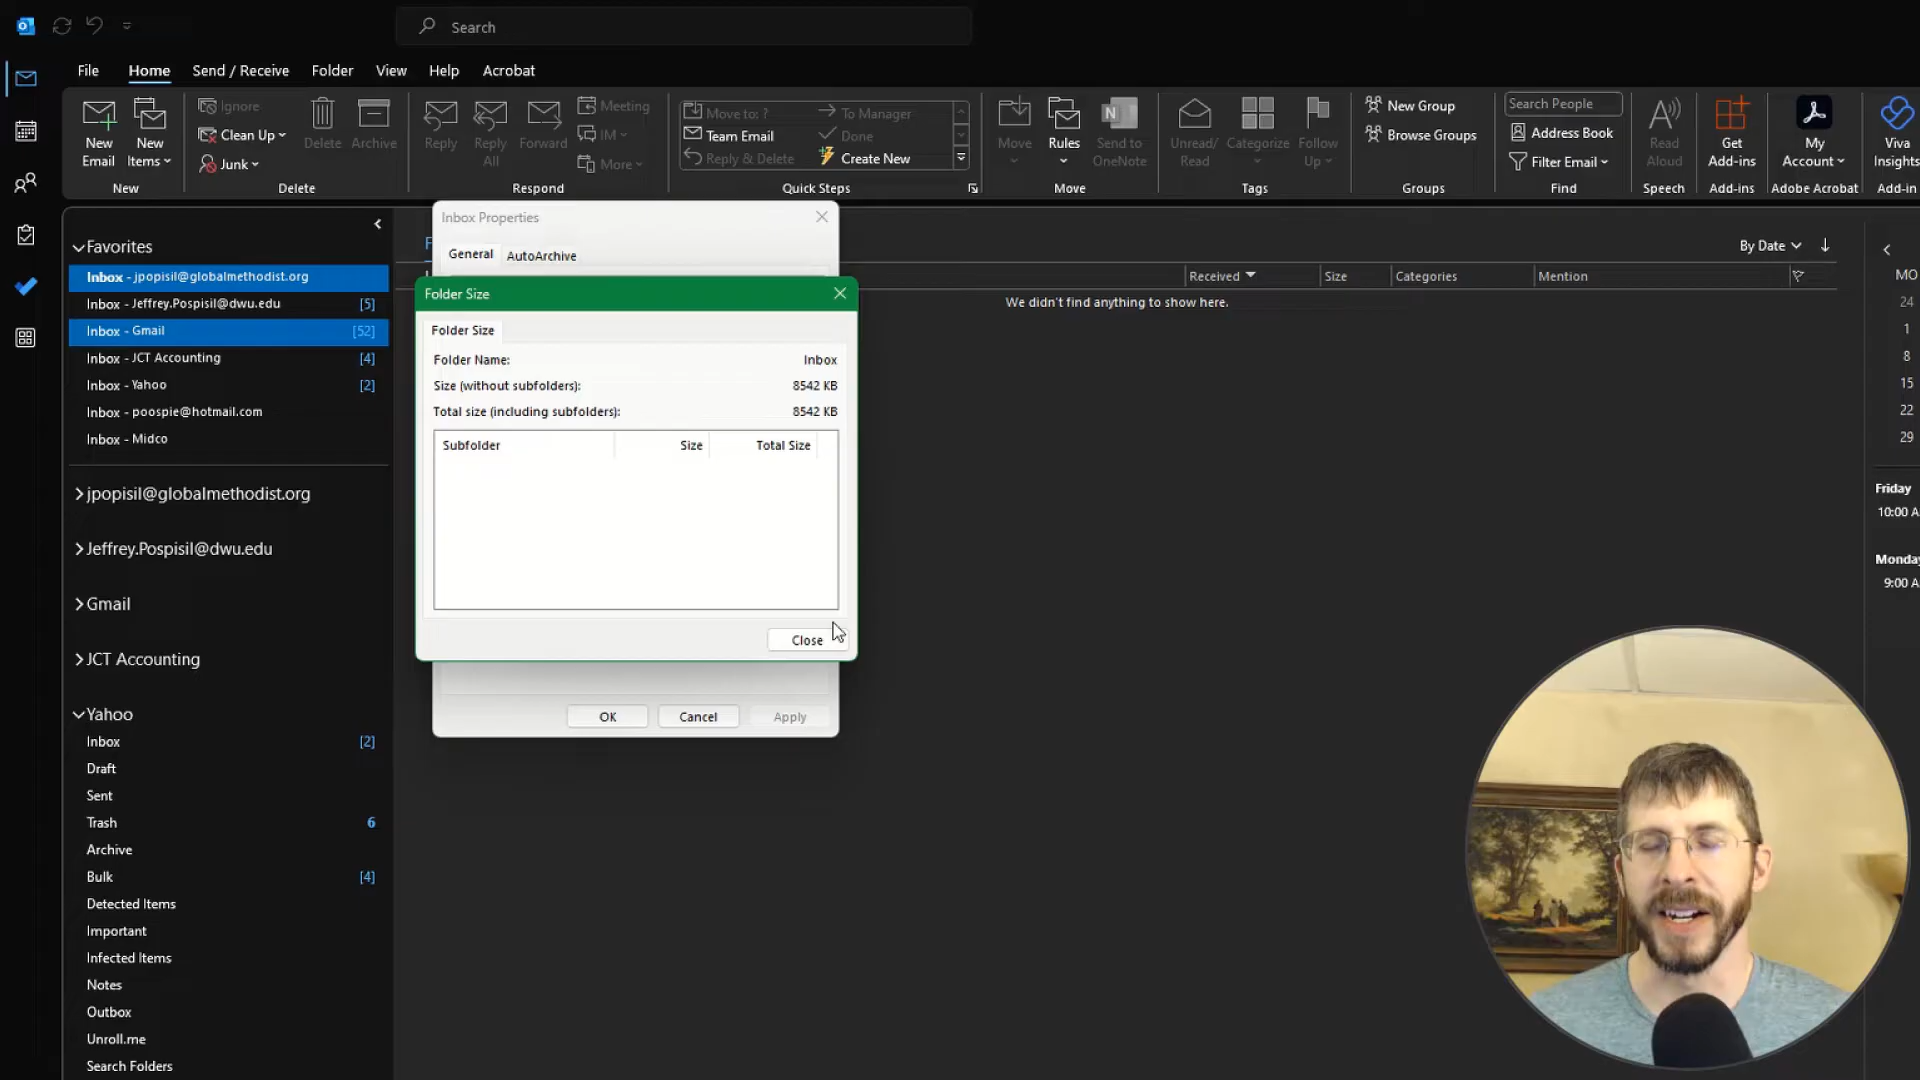 Search
File Home Send / Receive Folder View Help Acrobat
New Email
New Items
Ignore
Clean Up
Junk
Delete
Archive
Reply
Reply All
Forward
Meeting
IM
More
Move to: ?
Team Email
Reply & Delete
To Manager
Done
Create New
Move
Rules
Send to OneNote
Unread/ Read
Categorize
Follow Up
New Group
Browse Groups
Search People
Address Book
Filter Email
Read Aloud
Get Add-ins
My Account
Viva Insights
New Delete Respond Quick Steps Move Tags Groups Find Speech Add-ins Adobe Acrobat Add-in
Favorites
Inbox - jpopisil@globalmethodist.org
Inbox - Jeffrey.Pospisil@dwu.edu [5]
Inbox - Gmail [52]
Inbox - JCT Accounting [4]
Inbox - Yahoo [2]
Inbox - poospie@hotmail.com
Inbox - Midco
jpopisil@globalmethodist.org
Jeffrey.Pospisil@dwu.edu
Gmail
JCT Accounting
Yahoo
Inbox [2]
Draft
Sent
Trash 6
Archive
Bulk [4]
Detected Items
Important
Infected Items
Notes
Outbox
Unroll.me
Search Folders
Inbox Properties
General AutoArchive
Folder Size
Folder Size
Folder Name: Inbox
Size (without subfolders): 8542 KB
Total size (including subfolders): 8542 KB
Subfolder Size Total Size
Close
OK Cancel Apply
By Date
Received Size Categories Mention
We didn't find anything to show here.
MO
24
1
8
15
22
29
Friday
10:00 A
Monday
9:00 A